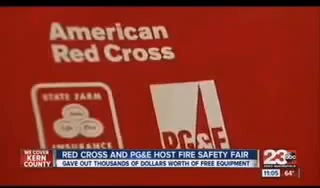 American
Red Cross
STATE FARM
INSURANCE
PG&E
WE COVER
KERN
COUNTY
RED CROSS AND PG&E HOST FIRE SAFETY FAIR
GAVE OUT THOUSANDS OF DOLLARS WORTH OF FREE EQUIPMENT
23 abc
11:05 64°